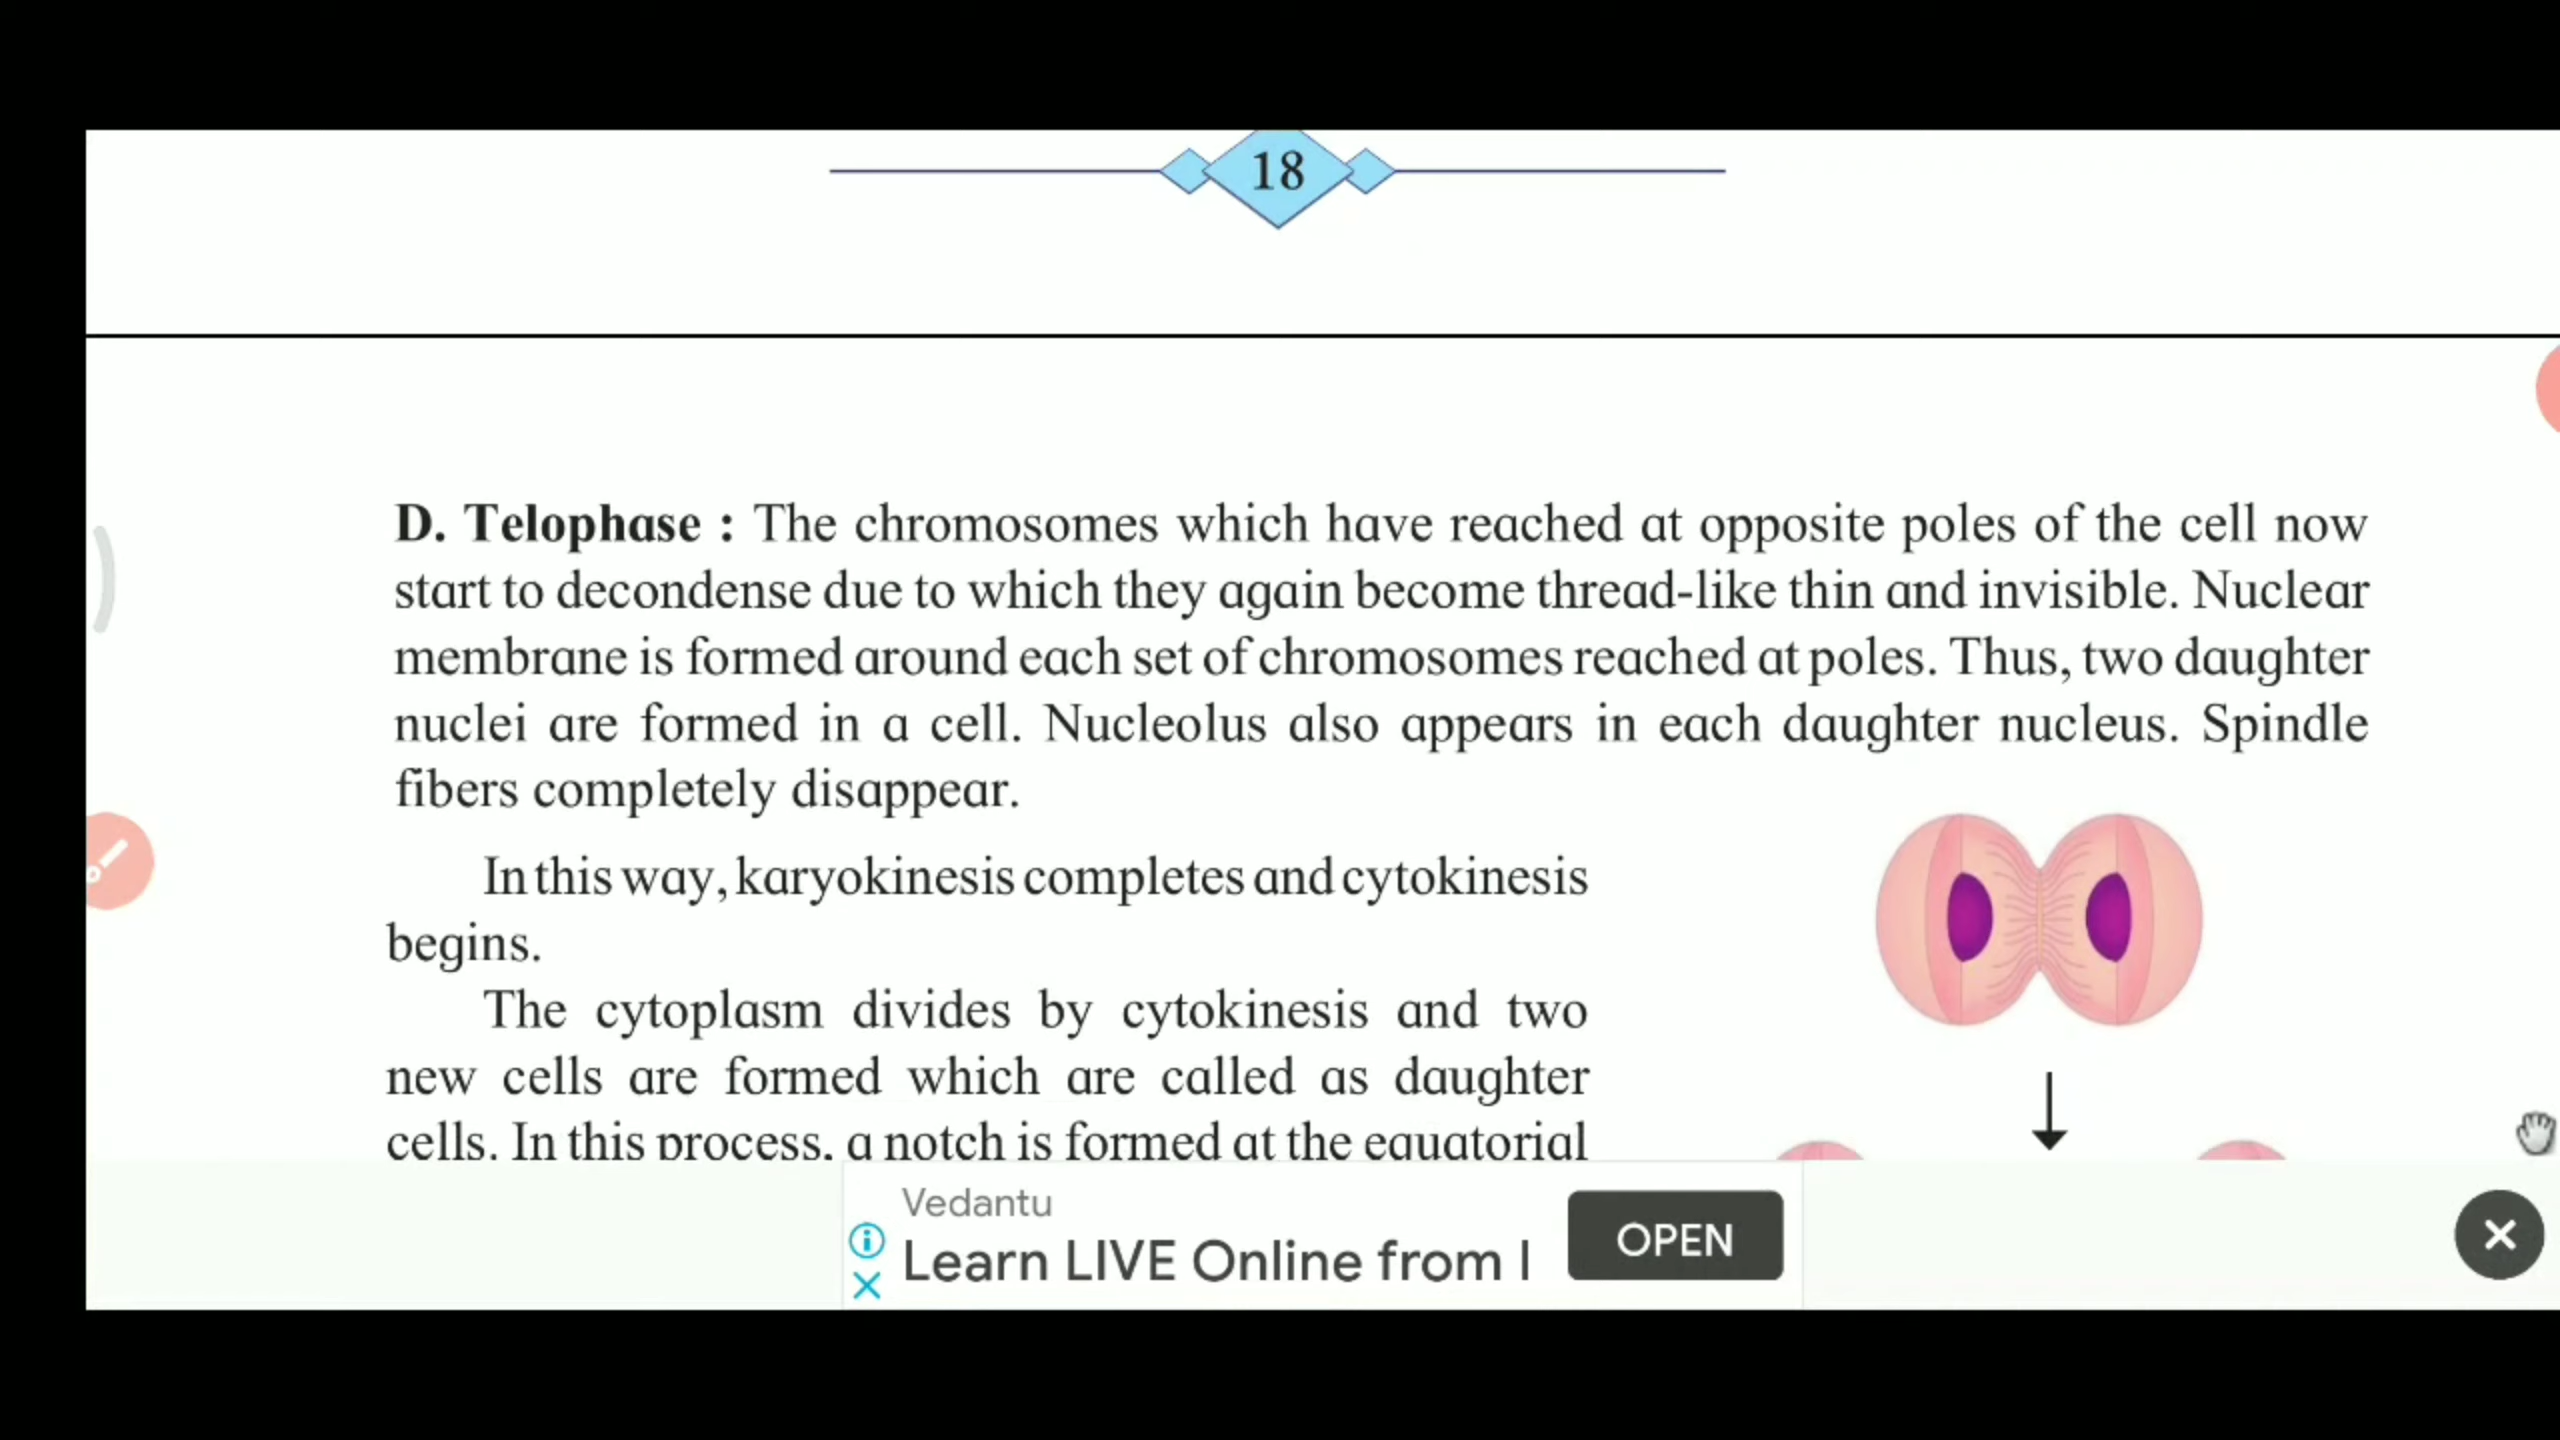 18
D. Telophase : The chromosomes which have reached at opposite poles of the cell now
start to decondense due to which they again become thread-like thin and invisible. Nuclear
membrane is formed around each set of chromosomes reached at poles. Thus, two daughter
nuclei are formed in a cell. Nucleolus also appears in each daughter nucleus. Spindle
fibers completely disappear.
In this way, karyokinesis completes and cytokinesis
begins.
The cytoplasm divides by cytokinesis and two
new cells are formed which are called as daughter
cells. In this process, a notch is formed at the equatorial
Vedantu
Learn LIVE Online from I
OPEN